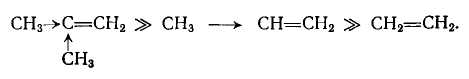 CH₃→C=CH₂ ≫ CH₃ ⟶ CH=CH₂ ≫ CH₂=CH₂.
↑
CH₃